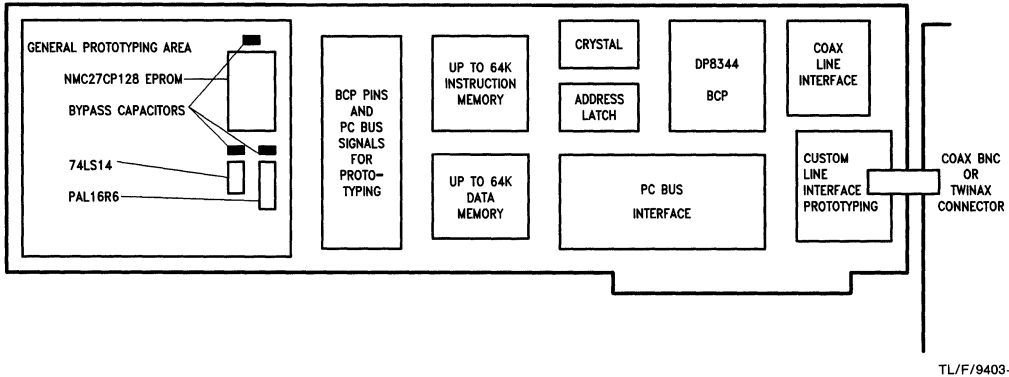 GENERAL PROTOTYPING AREA
NMC27CP128 EPROM
BYPASS CAPACITORS
74LS14
PAL16R6
BCP PINS
AND
PC BUS
SIGNALS
FOR
PROTO-
TYPING
UP TO 64K
INSTRUCTION
MEMORY
UP TO 64K
DATA
MEMORY
CRYSTAL
ADDRESS
LATCH
DP8344
BCP
COAX
LINE
INTERFACE
PC BUS
INTERFACE
CUSTOM
LINE
INTERFACE
PROTOTYPING
COAX BNC
OR
TWINAX
CONNECTOR
TL/F/9403-